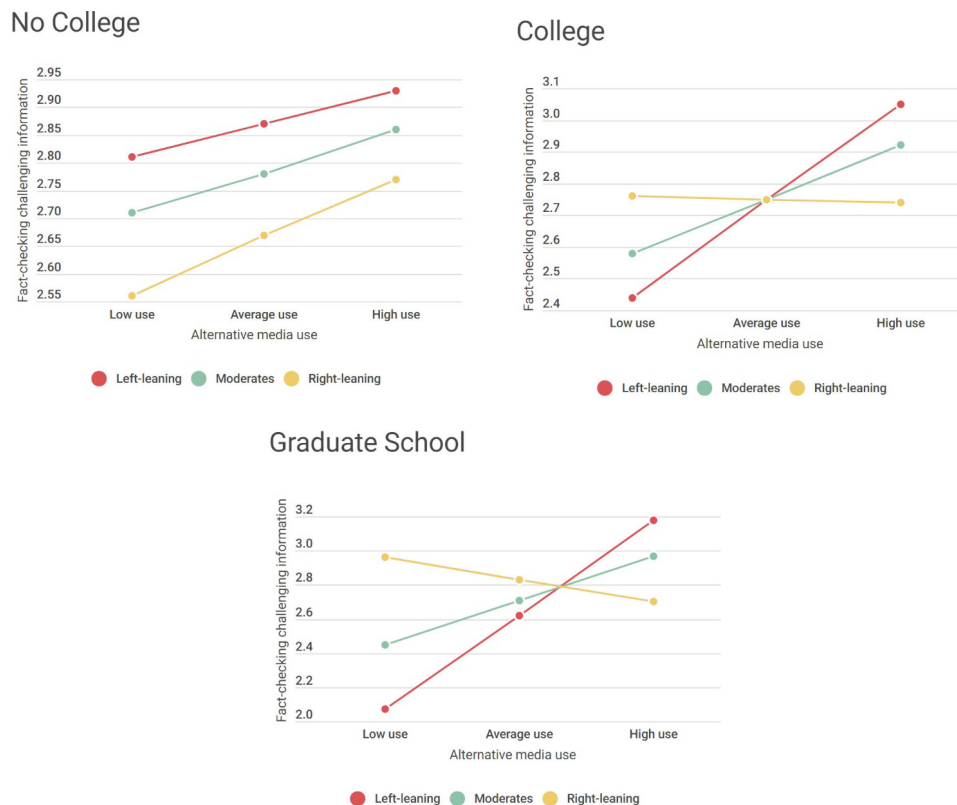 No College
Fact-checking challenging information
2.95
2.90
2.85
2.80
2.75
2.70
2.65
2.60
2.55
Low use Average use High use
Alternative media use
Left-leaning Moderates Right-leaning
College
Fact-checking challenging information
3.1
3.0
2.9
2.8
2.7
2.6
2.5
2.4
Low use Average use High use
Alternative media use
Left-leaning Moderates Right-leaning
Graduate School
Fact-checking challenging information
3.2
3.0
2.8
2.6
2.4
2.2
2.0
Low use Average use High use
Alternative media use
Left-leaning Moderates Right-leaning